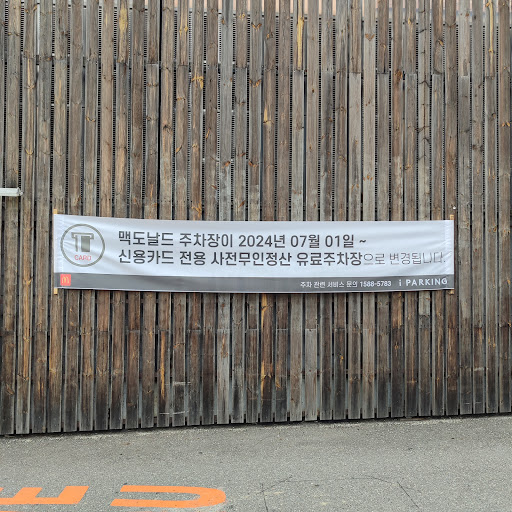 T
CARD
맥도날드 주차장이 2024년 07월 01일 ~
신용카드 전용 사전무인정산 유료주차장으로 변경됩니다.
주차 관련 서비스 문의 1588-5783 i PARKING